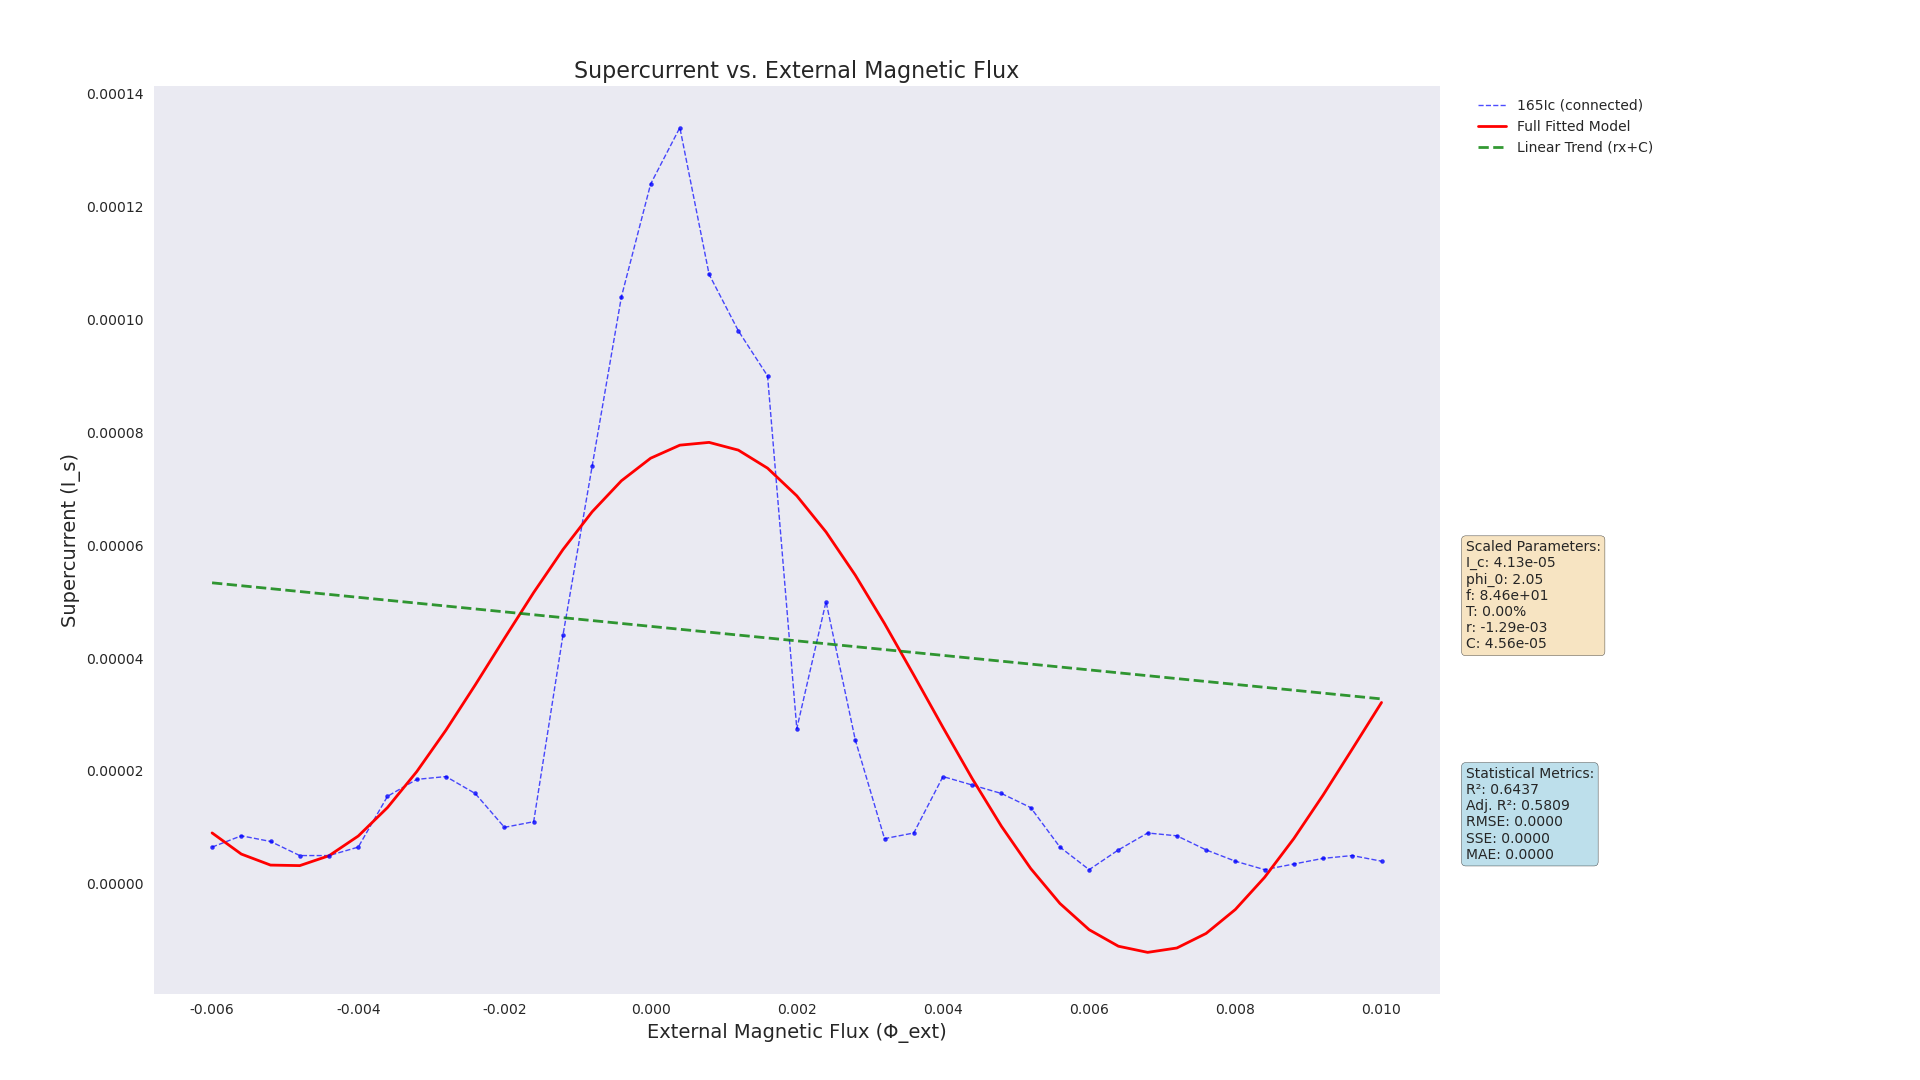 Supercurrent vs. External Magnetic Flux
0.00014
0.00012
0.00010
0.00008
0.00006
0.00004
0.00002
0.00000
Supercurrent (I_s)
-0.006
-0.004
-0.002
0.000
0.002
0.004
0.006
0.008
0.010
External Magnetic Flux (Φ_ext)
165Ic (connected)
Full Fitted Model
Linear Trend (rx+C)
Scaled Parameters:
I_c: 4.13e-05
phi_0: 2.05
f: 8.46e+01
T: 0.00%
r: -1.29e-03
C: 4.56e-05
Statistical Metrics:
R²: 0.6437
Adj. R²: 0.5809
RMSE: 0.0000
SSE: 0.0000
MAE: 0.0000